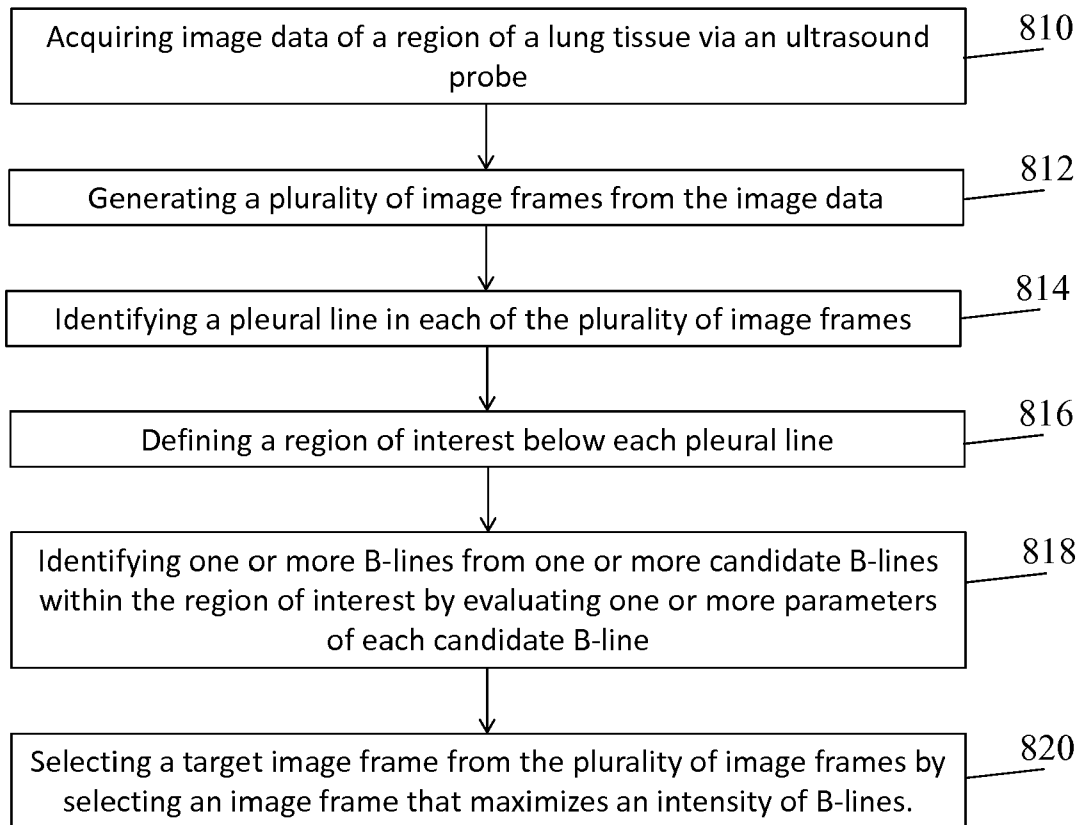 Acquiring image data of a region of a lung tissue via an ultrasound
probe
810
Generating a plurality of image frames from the image data
812
Identifying a pleural line in each of the plurality of image frames
814
Defining a region of interest below each pleural line
816
Identifying one or more B-lines from one or more candidate B-lines
within the region of interest by evaluating one or more parameters
of each candidate B-line
818
Selecting a target image frame from the plurality of image frames by
selecting an image frame that maximizes an intensity of B-lines.
820